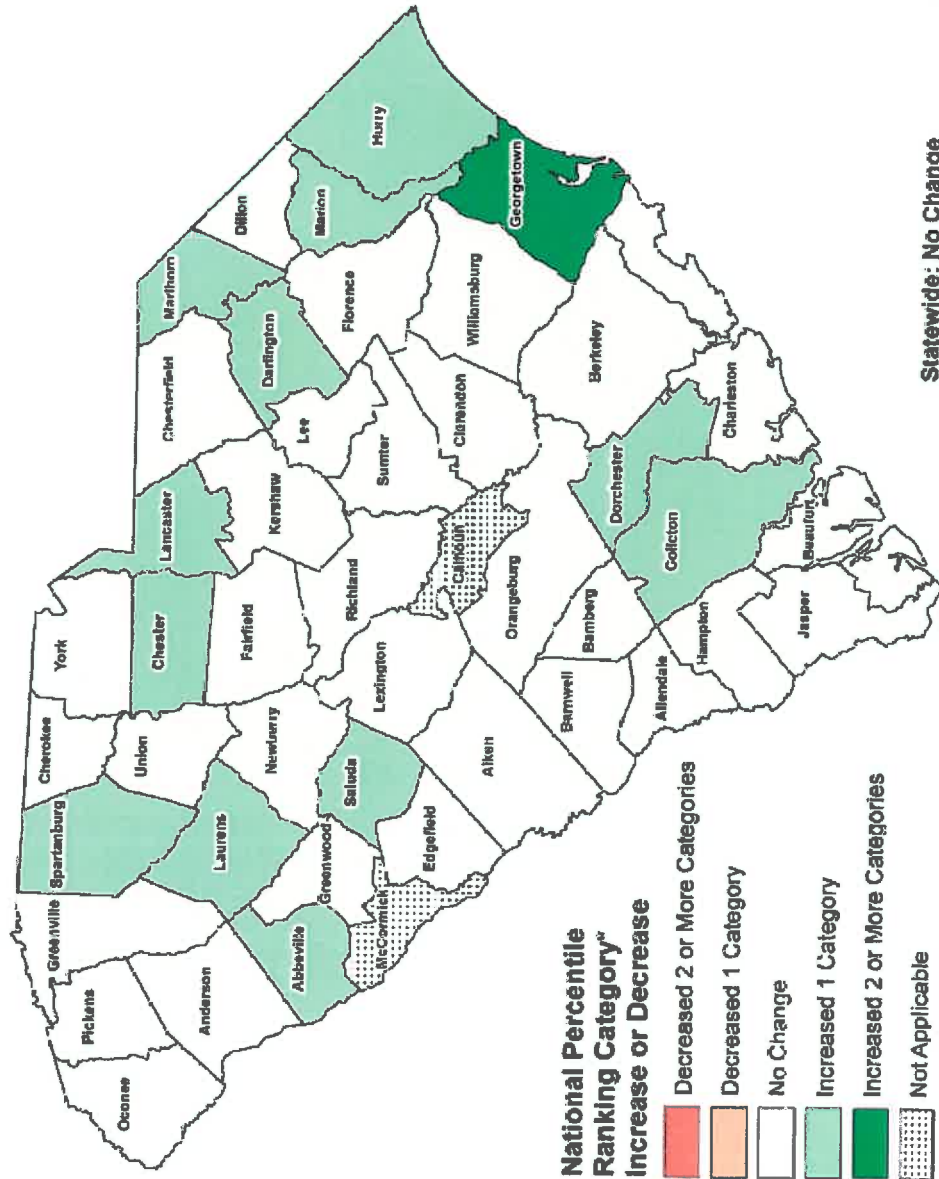 Oconee
Pickens
Greenville
Spartanburg
Cherokee
York
Anderson
Union
Chester
Lancaster
Chesterfield
Marlboro
Laurens
Abbeville
Greenwood
Newberry
Fairfield
Kershaw
Darlington
Dillon
McCormick
Saluda
Lexington
Richland
Lee
Florence
Marion
Horry
Edgefield
Sumter
Aiken
Calhoun
Clarendon
Williamsburg
Georgetown
Orangeburg
Barnwell
Bamberg
Dorchester
Berkeley
Allendale
Colleton
Hampton
Charleston
Jasper
Beaufort
National Percentile
Ranking Category*
Increase or Decrease
Decreased 2 or More Categories
Decreased 1 Category
No Change
Increased 1 Category
Increased 2 or More Categories
Not Applicable
Statewide: No Change